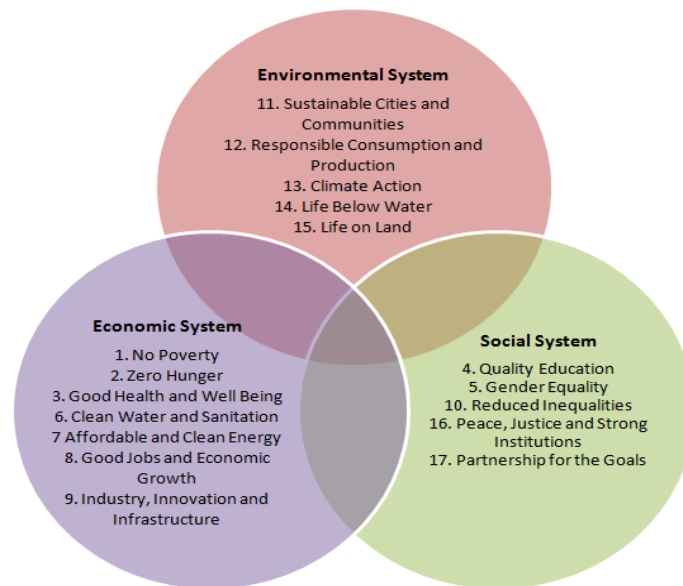 Environmental System
11. Sustainable Cities and
Communities
12. Responsible Consumption and
Production
13. Climate Action
14. Life Below Water
15. Life on Land
Economic System
1. No Poverty
2. Zero Hunger
3. Good Health and Well Being
6. Clean Water and Sanitation
7 Affordable and Clean Energy
8. Good Jobs and Economic
Growth
9. Industry, Innovation and
Infrastructure
Social System
4. Quality Education
5. Gender Equality
10. Reduced Inequalities
16. Peace, Justice and Strong
Institutions
17. Partnership for the Goals